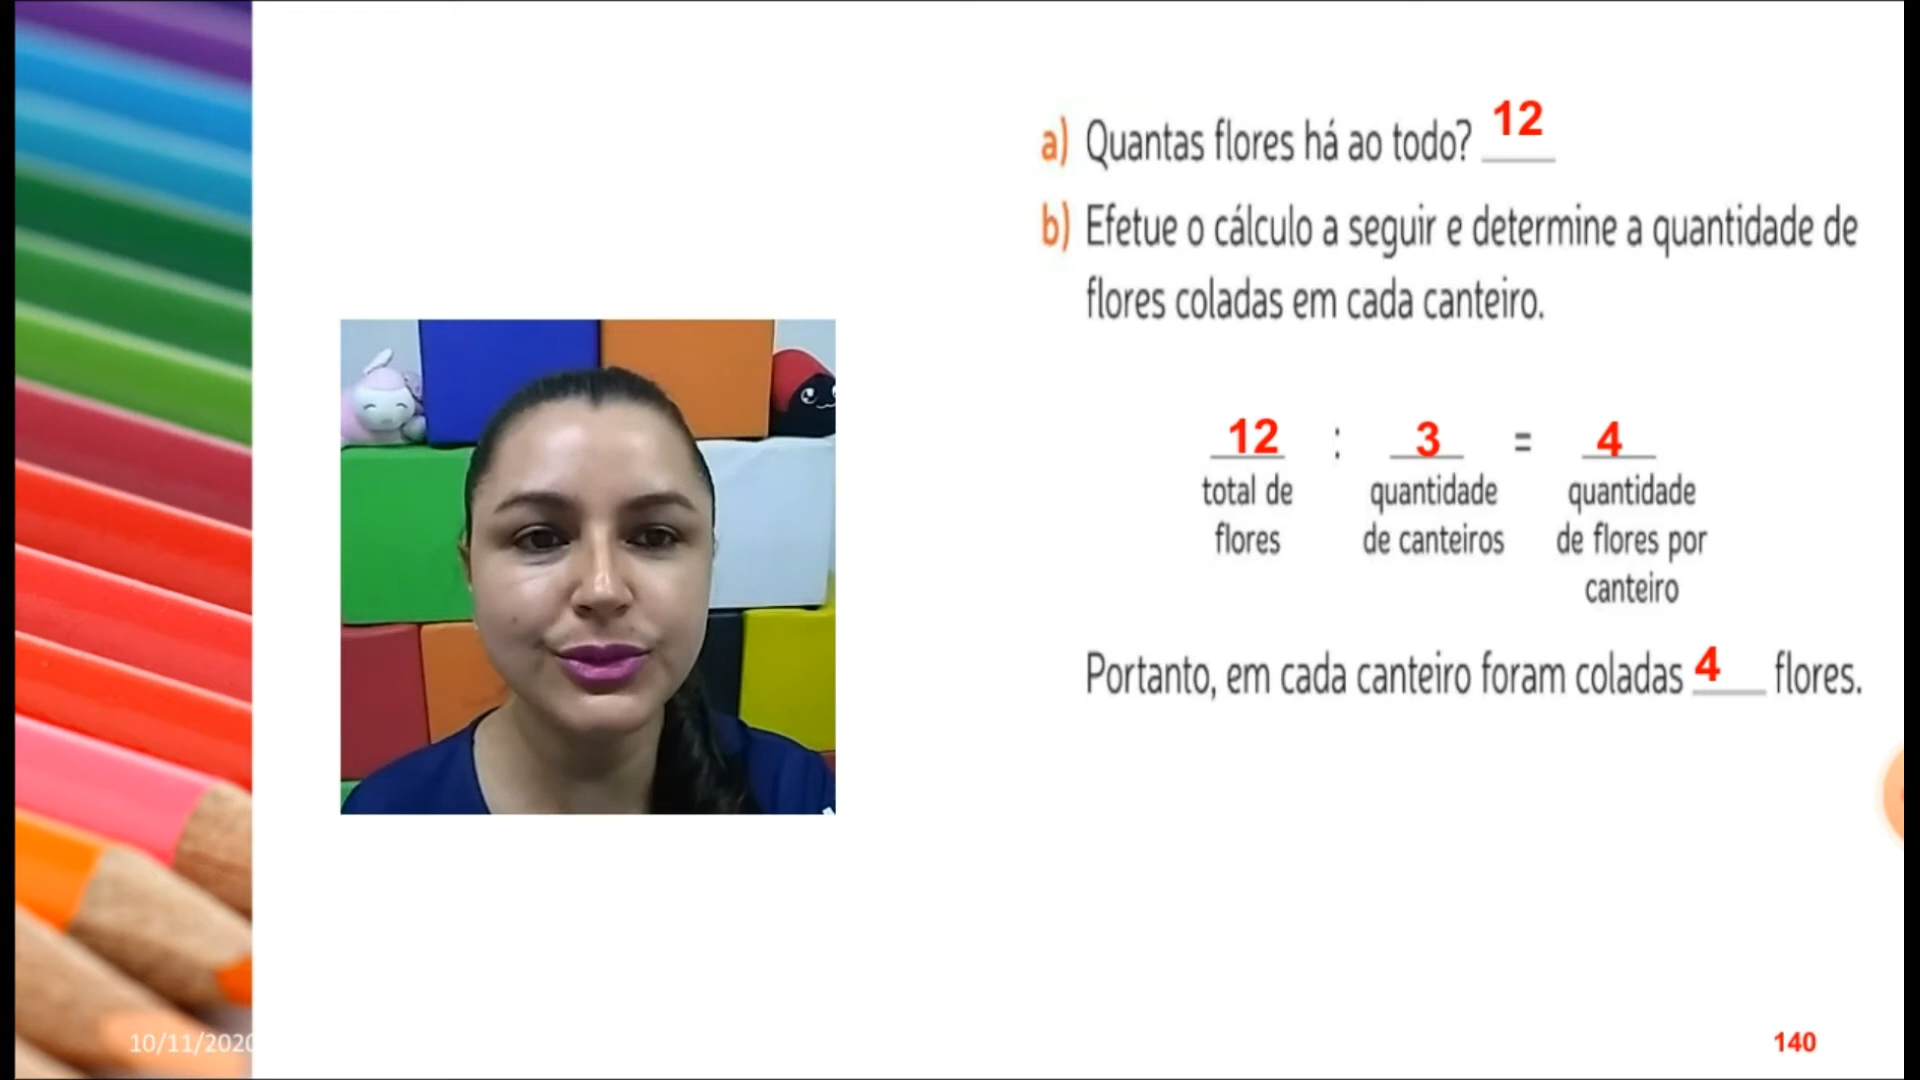 a) Quantas flores há ao todo? 12
b) Efetue o cálculo a seguir e determine a quantidade de
flores coladas em cada canteiro.
12 : 3 = 4
total de quantidade quantidade
flores de canteiros de flores por
canteiro
Portanto, em cada canteiro foram coladas 4 flores.
10/11/2020
140